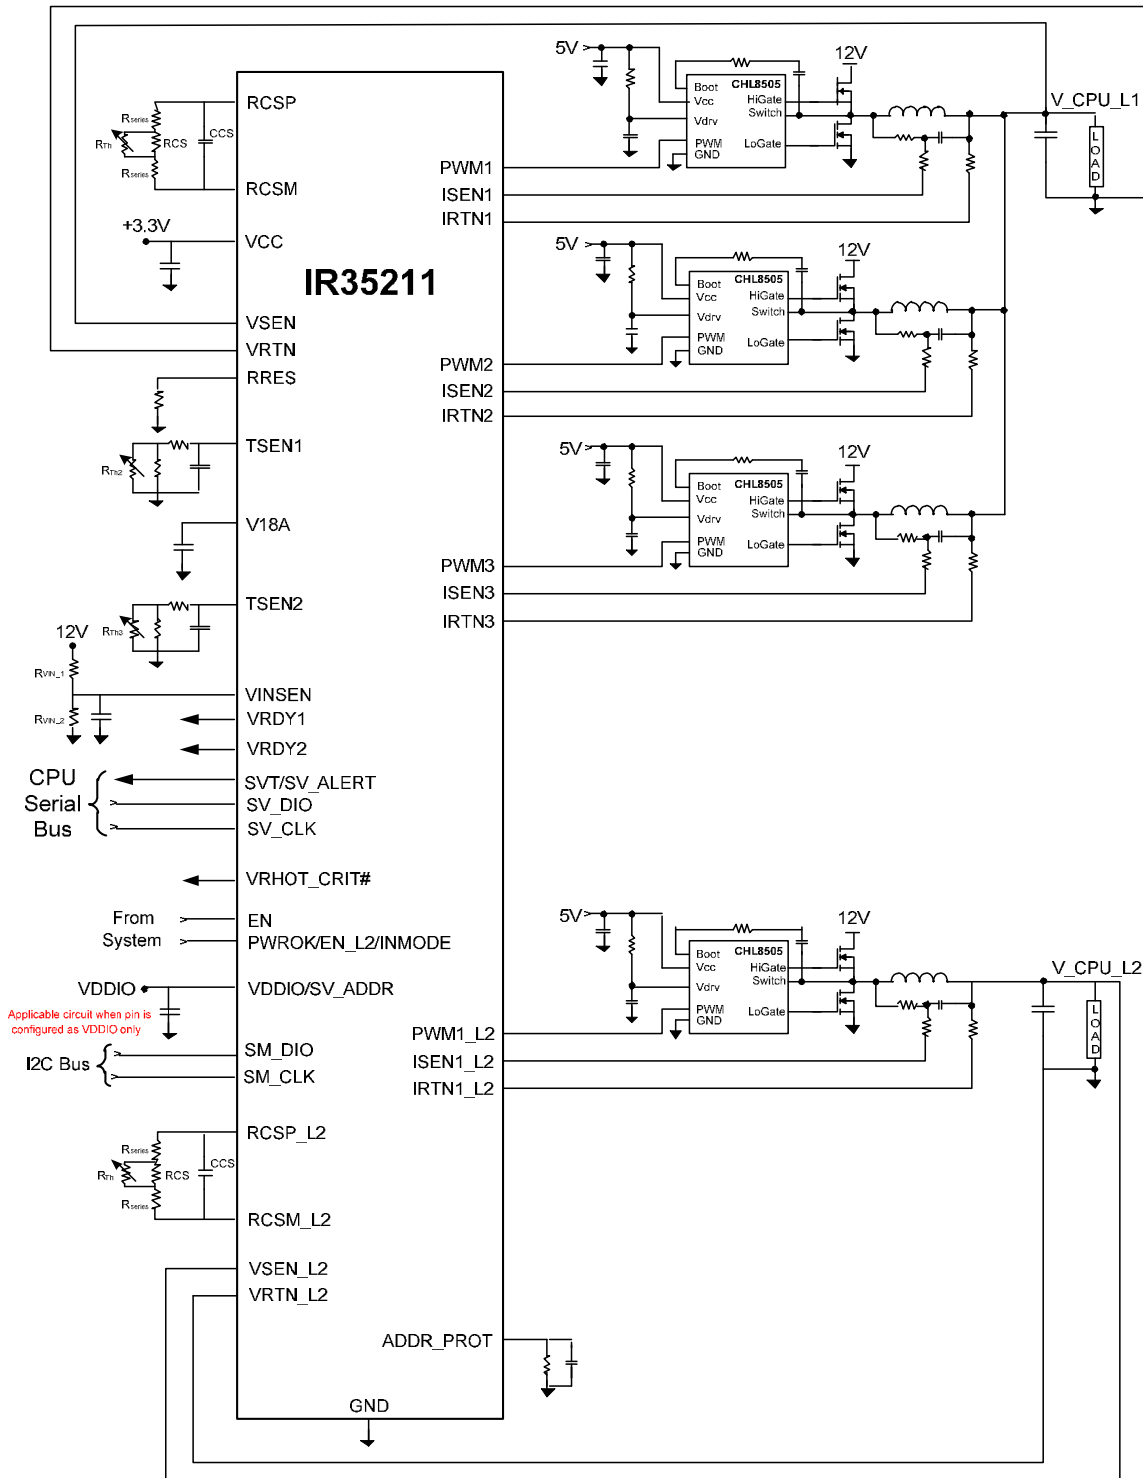 IR35211
RCSP
Rseries
RTh
RCS
CCS
Rseries
RCSM
+3.3V
VCC
VSEN
VRTN
RRES
TSEN1
RTh2
V18A
TSEN2
RTh3
12V
RVIN_1
VINSEN
RVIN_2
VRDY1
VRDY2
CPU
Serial
Bus
SVT/SV_ALERT
SV_DIO
SV_CLK
VRHOT_CRIT#
From
System
EN
PWROK/EN_L2/INMODE
VDDIO
VDDIO/SV_ADDR
Applicable circuit when pin is
configured as VDDIO only
I2C Bus
SM_DIO
SM_CLK
RCSP_L2
Rseries
RTh
RCS
CCS
Rseries
RCSM_L2
VSEN_L2
VRTN_L2
ADDR_PROT
GND
PWM1
ISEN1
IRTN1
5V
Boot
CHL8505
Vcc
HiGate
Switch
Vdrv
PWM
LoGate
GND
12V
V_CPU_L1
LOAD
PWM2
ISEN2
IRTN2
5V
Boot
CHL8505
Vcc
HiGate
Switch
Vdrv
PWM
LoGate
GND
12V
PWM3
ISEN3
IRTN3
5V
Boot
CHL8505
Vcc
HiGate
Switch
Vdrv
PWM
LoGate
GND
12V
PWM1_L2
ISEN1_L2
IRTN1_L2
5V
Boot
CHL8505
Vcc
HiGate
Switch
Vdrv
PWM
LoGate
GND
12V
V_CPU_L2
LOAD